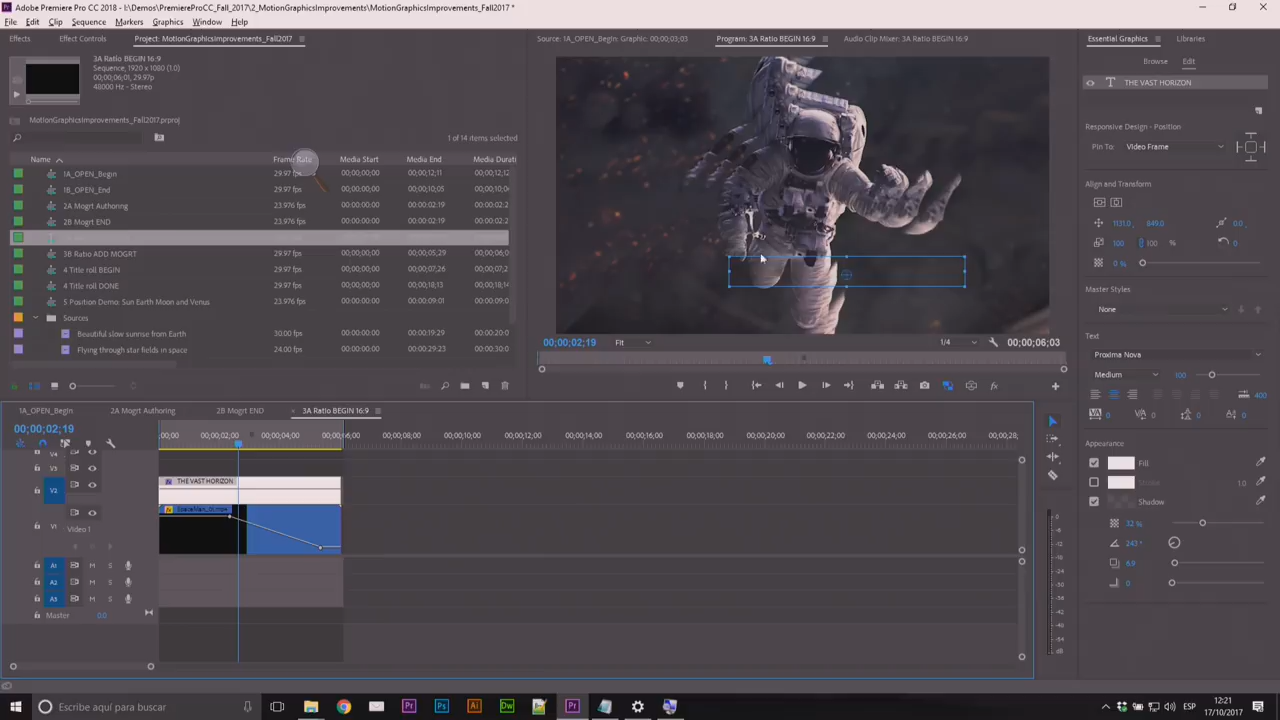 Adobe Premiere Pro CC 2018 - I:\Demos\PremiereProCC_Fall_2017\2_MotionGraphicsImprovements\MotionGraphicsImprovements_Fall2017 *
File Edit Clip Sequence Markers Graphics Window Help
Effects Effect Controls Project: MotionGraphicsImprovements_Fall2017
Source: 1A_OPEN_Begin: Graphic: 00;00;03;03 Program: 3A Ratio BEGIN 16:9 Audio Clip Mixer: 3A Ratio BEGIN 16:9
Essential Graphics Libraries
3A Ratio BEGIN 16:9
Sequence, 1920 x 1080 (1.0)
00;00;06;01, 29.97p
48000 Hz - Stereo
MotionGraphicsImprovements_Fall2017.prproj
1 of 14 items selected
Name Frame Rate Media Start Media End Media Durati
1A_OPEN_Begin 29.97 fps 00;00;00;00 00;00;12;11 00;00;12;12
1B_OPEN_End 29.97 fps 00;00;00;00 00;00;10;05 00;00;10;0
2A Mogrt Authoring 23.976 fps 00:00:00:00 00:00:02:19 00:00:02:2
2B Mogrt END 23.976 fps 00:00:00:00 00:00:02:19 00:00:02:2
3B Ratio ADD MOGRT 29.97 fps 00;00;00;00 00;00;05;29 00;00;06;0
4 Title roll BEGIN 29.97 fps 00;00;00;00 00;00;07;26 00;00;07;2
4 Title roll DONE 29.97 fps 00;00;00;00 00;00;18;13 00;00;18;14
5 Position Demo: Sun Earth Moon and Venus 23.976 fps 00:00:00:00 00:00:09:01 00:00:09:0
Sources
Beautiful slow sunrise from Earth 30.00 fps 00:00:00:00 00:00:19:29 00:00:20:0
Flying through star fields in space 24.00 fps 00:00:00:00 00:00:29:23 00:00:30:0
00;00;02;19 Fit 1/4 00;00;06;03
Browse Edit
THE VAST HORIZON
Responsive Design - Position
Pin To: Video Frame
Align and Transform
1131.0 849.0 0.0
100 100 % 0
0 %
Master Styles
None
Text
Proxima Nova
Medium 100
400
0 0 0 0
Appearance
Fill
Stroke 1.0
Shadow
32 %
243 °
6.9
0
1A_OPEN_Begin 2A Mogrt Authoring 2B Mogrt END 3A Ratio BEGIN 16:9
00;00;02;19
;00;00 00;00;02;00 00;00;04;00 00;00;06;00 00;00;08;00 00;00;10;00 00;00;12;00 00;00;14;00 00;00;16;00 00;00;18;00 00;00;20;00 00;00;22;00 00;00;24;00 00;00;26;00 00;00;28;
V4
V3
V2 THE VAST HORIZON
V1 Video 1
A1 M S
A2 M S
A3 M S
Master 0.0
0
-6
-12
-18
-24
-30
-36
-42
-48
-54
dB
Escribe aquí para buscar
ESP
12:21
17/10/2017